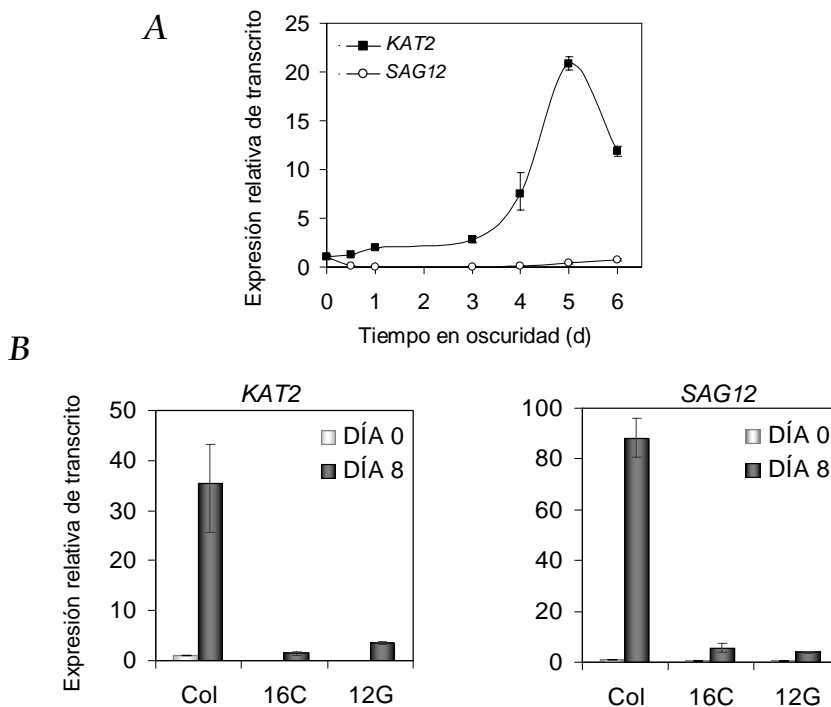 A
KAT2
SAG12
Expresión relativa de transcrito
25
20
15
10
5
0
0 1 2 3 4 5 6
Tiempo en oscuridad (d)
B
KAT2
Expresión relativa de transcrito
50
40
30
20
10
0
DÍA 0
DÍA 8
Col 16C 12G
SAG12
100
80
60
40
20
0
DÍA 0
DÍA 8
Col 16C 12G